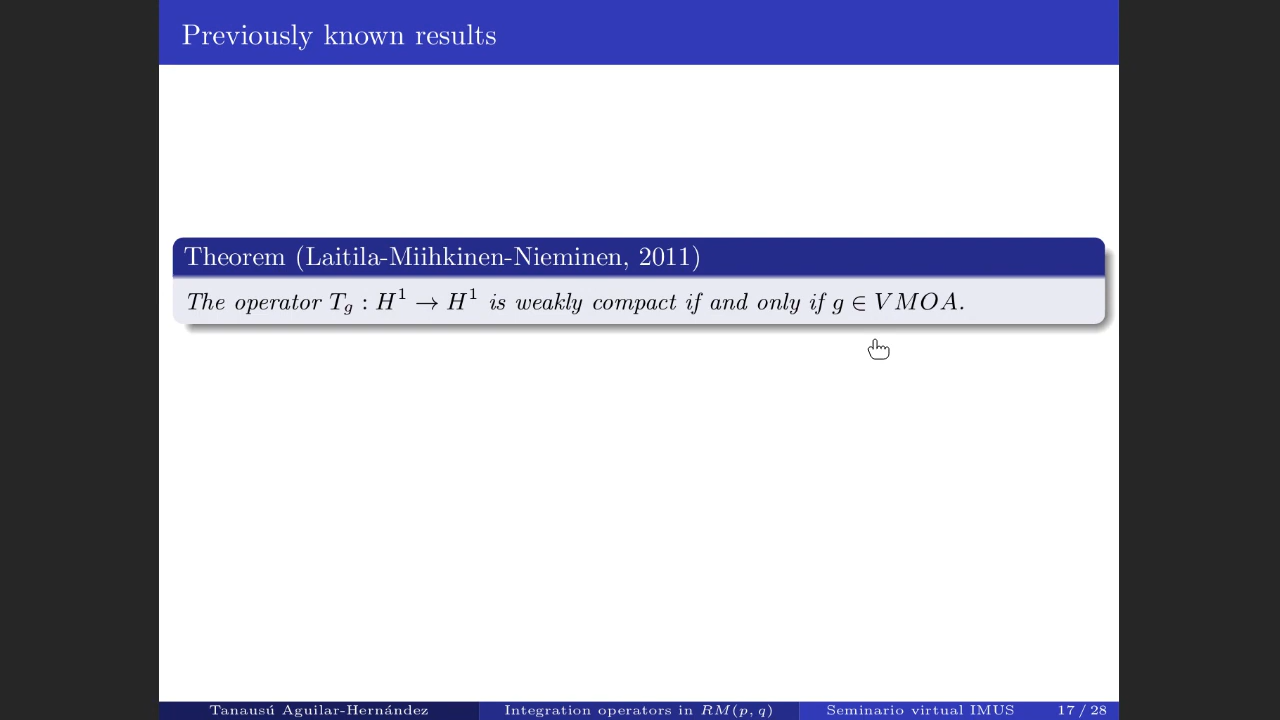 Previously known results
Theorem (Laitila-Miihkinen-Nieminen, 2011)
The operator T_g : H^1 → H^1 is weakly compact if and only if g ∈ VMOA.
Tanausú Aguilar-Hernández Integration operators in RM(p, q) Seminario virtual IMUS 17 / 28